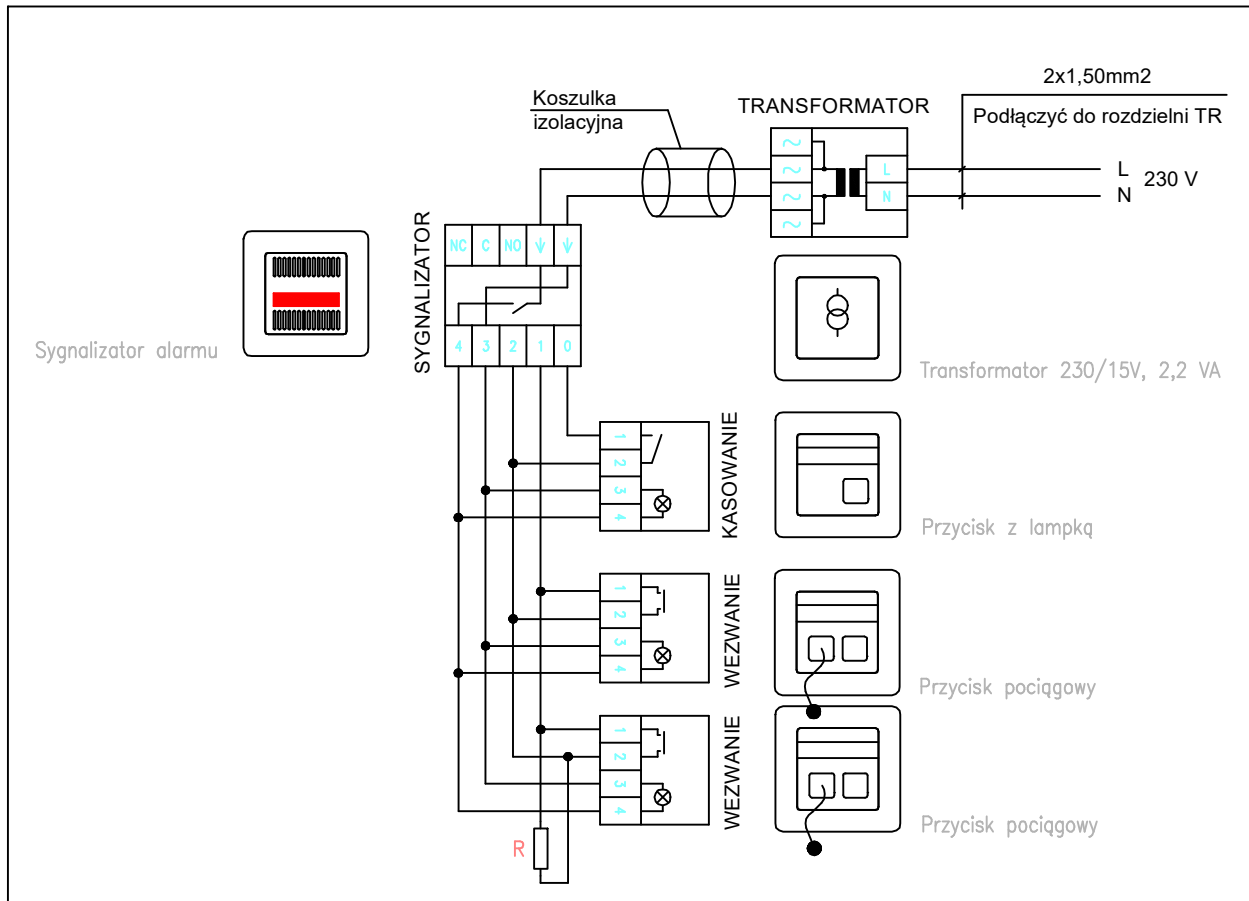 2x1,50mm2
Koszulka
izolacyjna
TRANSFORMATOR
Podłączyć do rozdzielni TR
L
N
230 V
L
N
SYGNALIZATOR
NC C NO
4 3 2 1 0
Sygnalizator alarmu
Transformator 230/15V, 2,2 VA
1
2
3
4
KASOWANIE
Przycisk z lampką
1
2
3
4
WEZWANIE
Przycisk pociągowy
1
2
3
4
WEZWANIE
Przycisk pociągowy
R